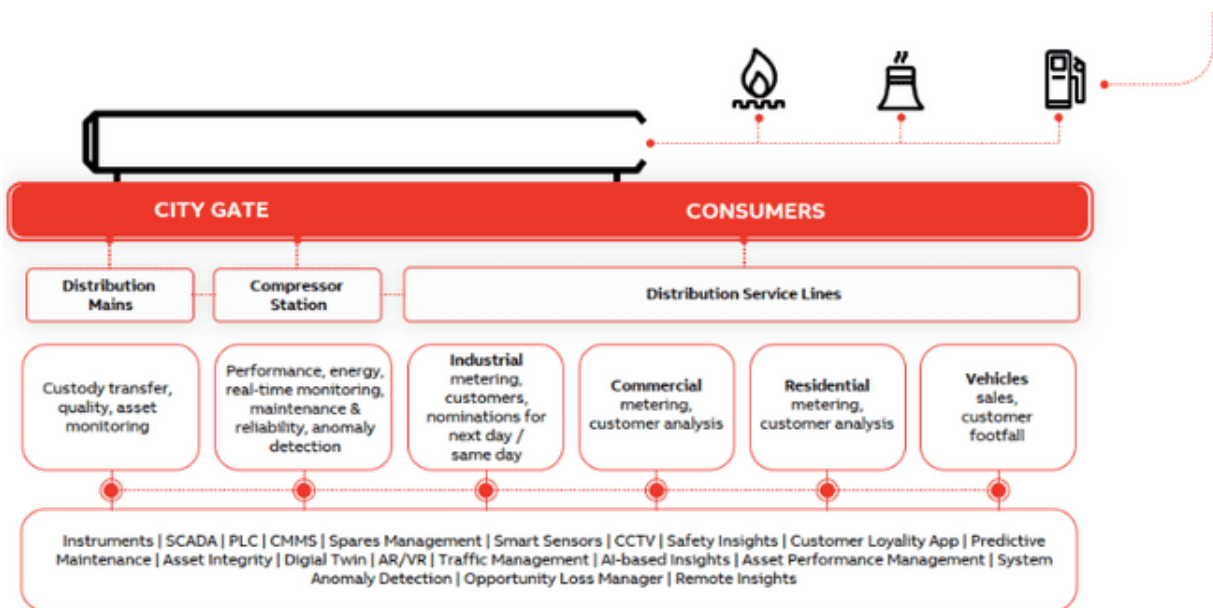 CITY GATE
CONSUMERS
Distribution
Mains
Compressor
Station
Distribution Service Lines
Custody transfer,
quality, asset
monitoring
Performance, energy,
real-time monitoring,
maintenance &
reliability, anomaly
detection
Industrial
metering,
customers,
nominations for
next day /
same day
Commercial
metering,
customer analysis
Residential
metering,
customer analysis
Vehicles
sales,
customer
footfall
Instruments | SCADA | PLC | CMMS | Spares Management | Smart Sensors | CCTV | Safety Insights | Customer Loyality App | Predictive
Maintenance | Asset Integrity | Digial Twin | AR/VR | Traffic Management | AI-based Insights | Asset Performance Management | System
Anomaly Detection | Opportunity Loss Manager | Remote Insights